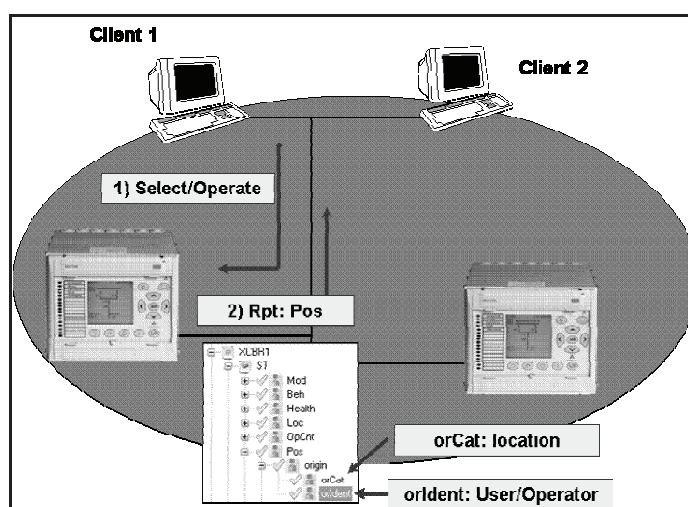 Client 1
Client 2
1) Select/Operate
2) Rpt: Pos
XCBR1
ST
Mod
Beh
Health
Loc
OpCnt
Pos
origin
orCat
orIdent
orCat: location
orIdent: User/Operator